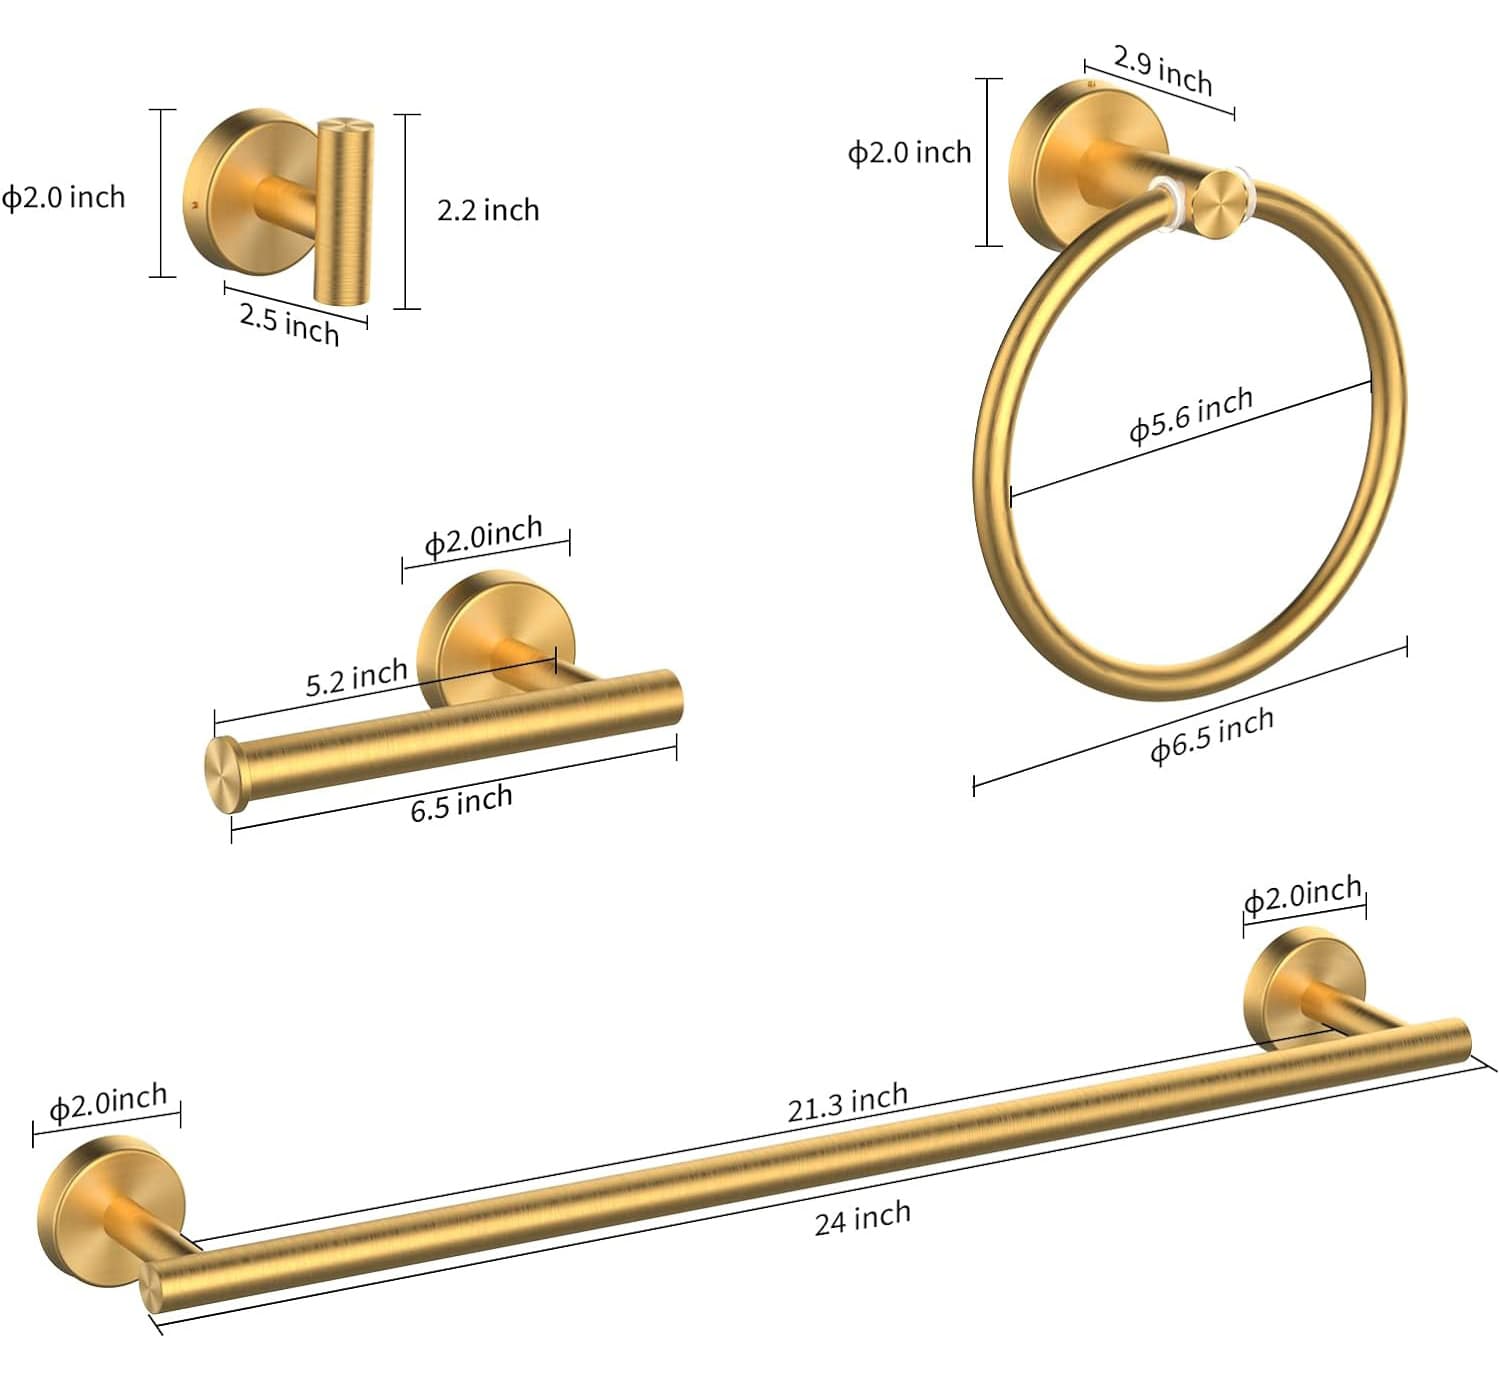 2.9 inch
ϕ2.0 inch
ϕ2.0 inch
2.2 inch
2.5 inch
ϕ5.6 inch
ϕ2.0inch
5.2 inch
6.5 inch
ϕ6.5 inch
ϕ2.0inch
ϕ2.0inch
21.3 inch
24 inch